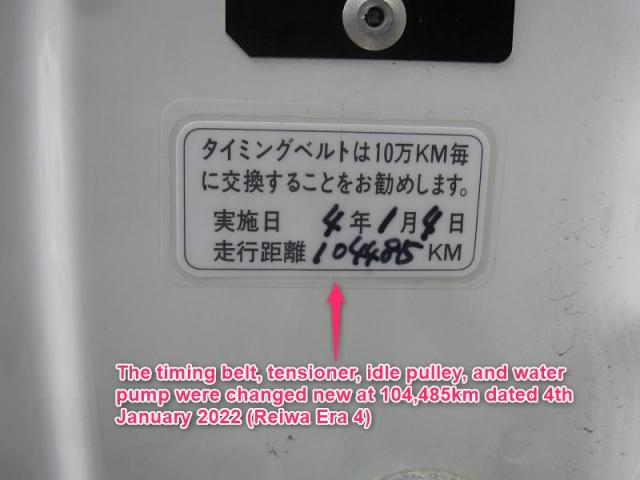 タイミングベルトは10万KM毎
に交換することをお勧めします。
実施日 4年1月4日
走行距離 104485 KM
The timing belt, tensioner, idle pulley, and water
pump were changed new at 104,485km dated 4th
January 2022 (Reiwa Era 4)